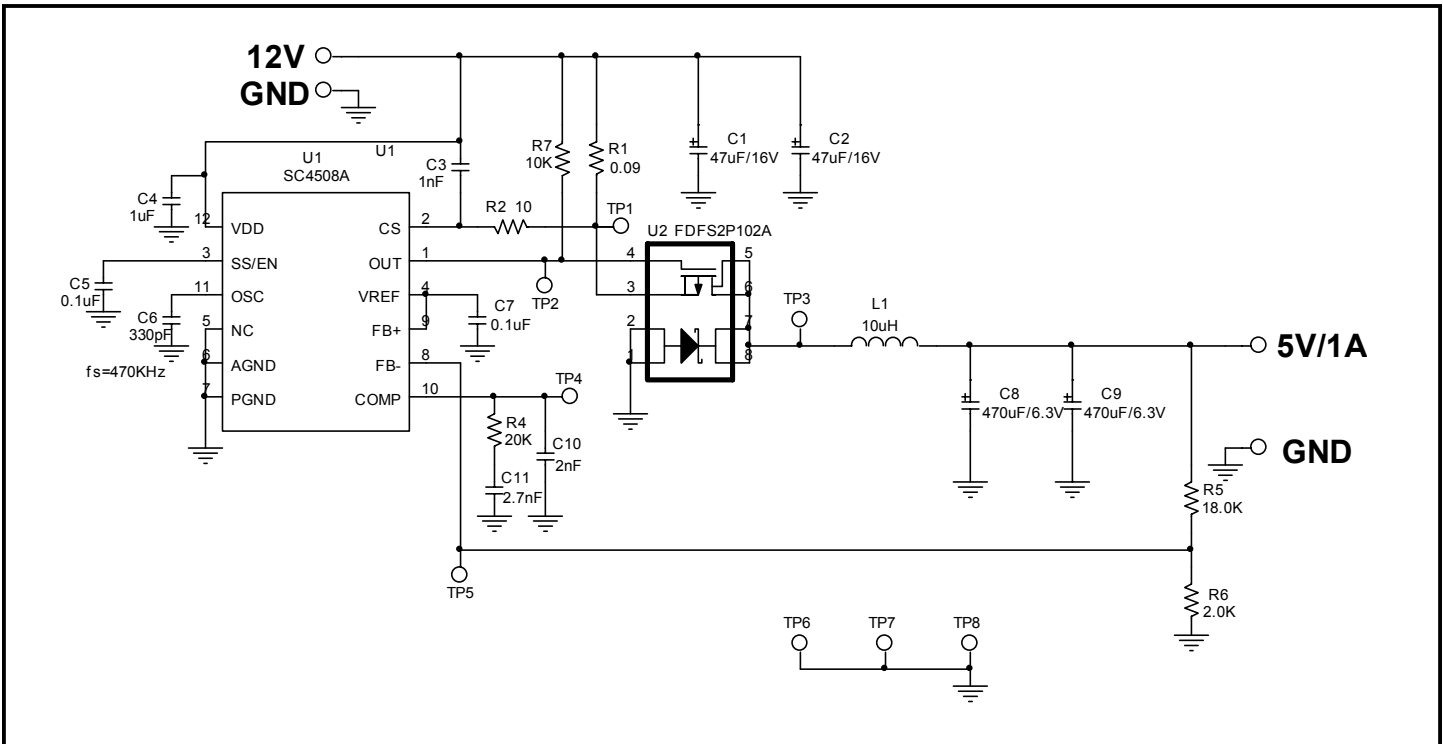 12V
GND
U1
U1
SC4508A
C4
1uF
C3
1nF
R7
10K
R1
0.09
C1
47uF/16V
C2
47uF/16V
R2 10
TP1
U2 FDFS2P102A
12
VDD
CS
2
3
SS/EN
OUT
1
11
OSC
VREF
4
5
NC
FB+
9
6
AGND
FB-
8
7
PGND
COMP
10
C5
0.1uF
C6
330pF
fs=470KHz
C7
0.1uF
TP2
4
5
3
6
2
7
1
8
TP3
L1
10uH
5V/1A
TP4
R4
20K
C10
2nF
C11
2.7nF
C8
470uF/6.3V
C9
470uF/6.3V
GND
R5
18.0K
TP5
R6
2.0K
TP6
TP7
TP8